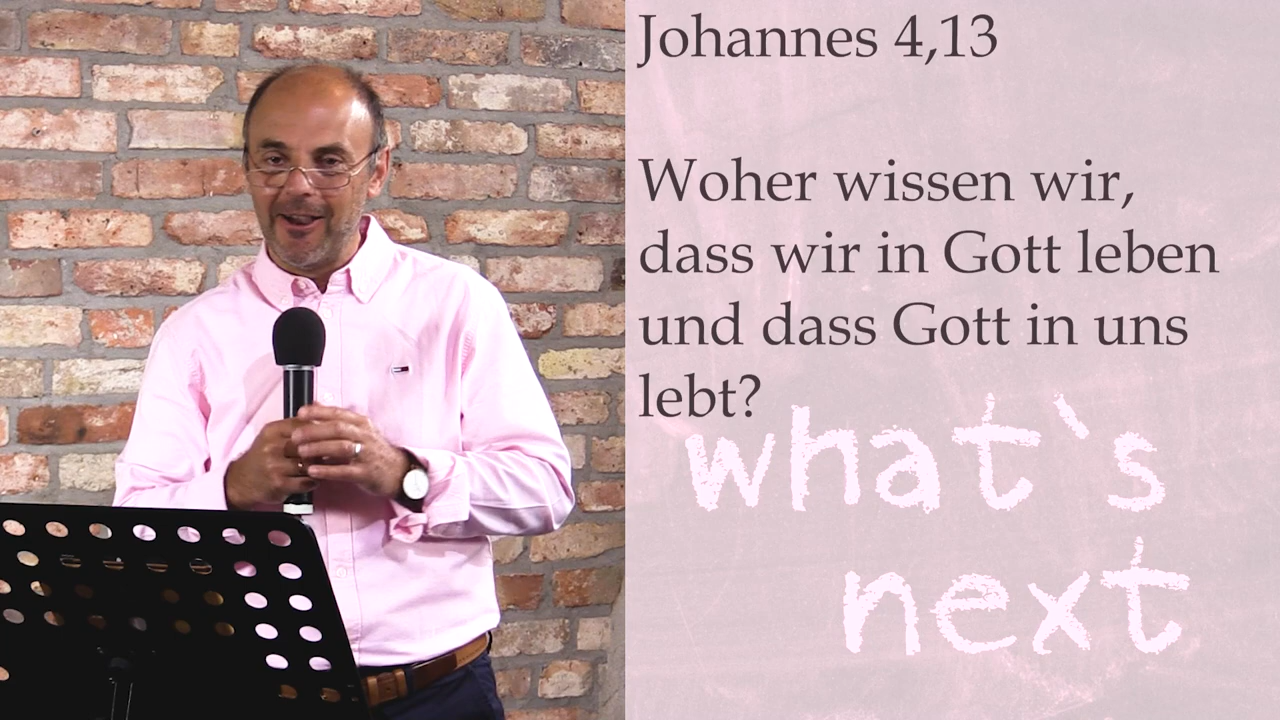 Johannes 4,13
Woher wissen wir,
dass wir in Gott leben
und dass Gott in uns
lebt?
what`s
next